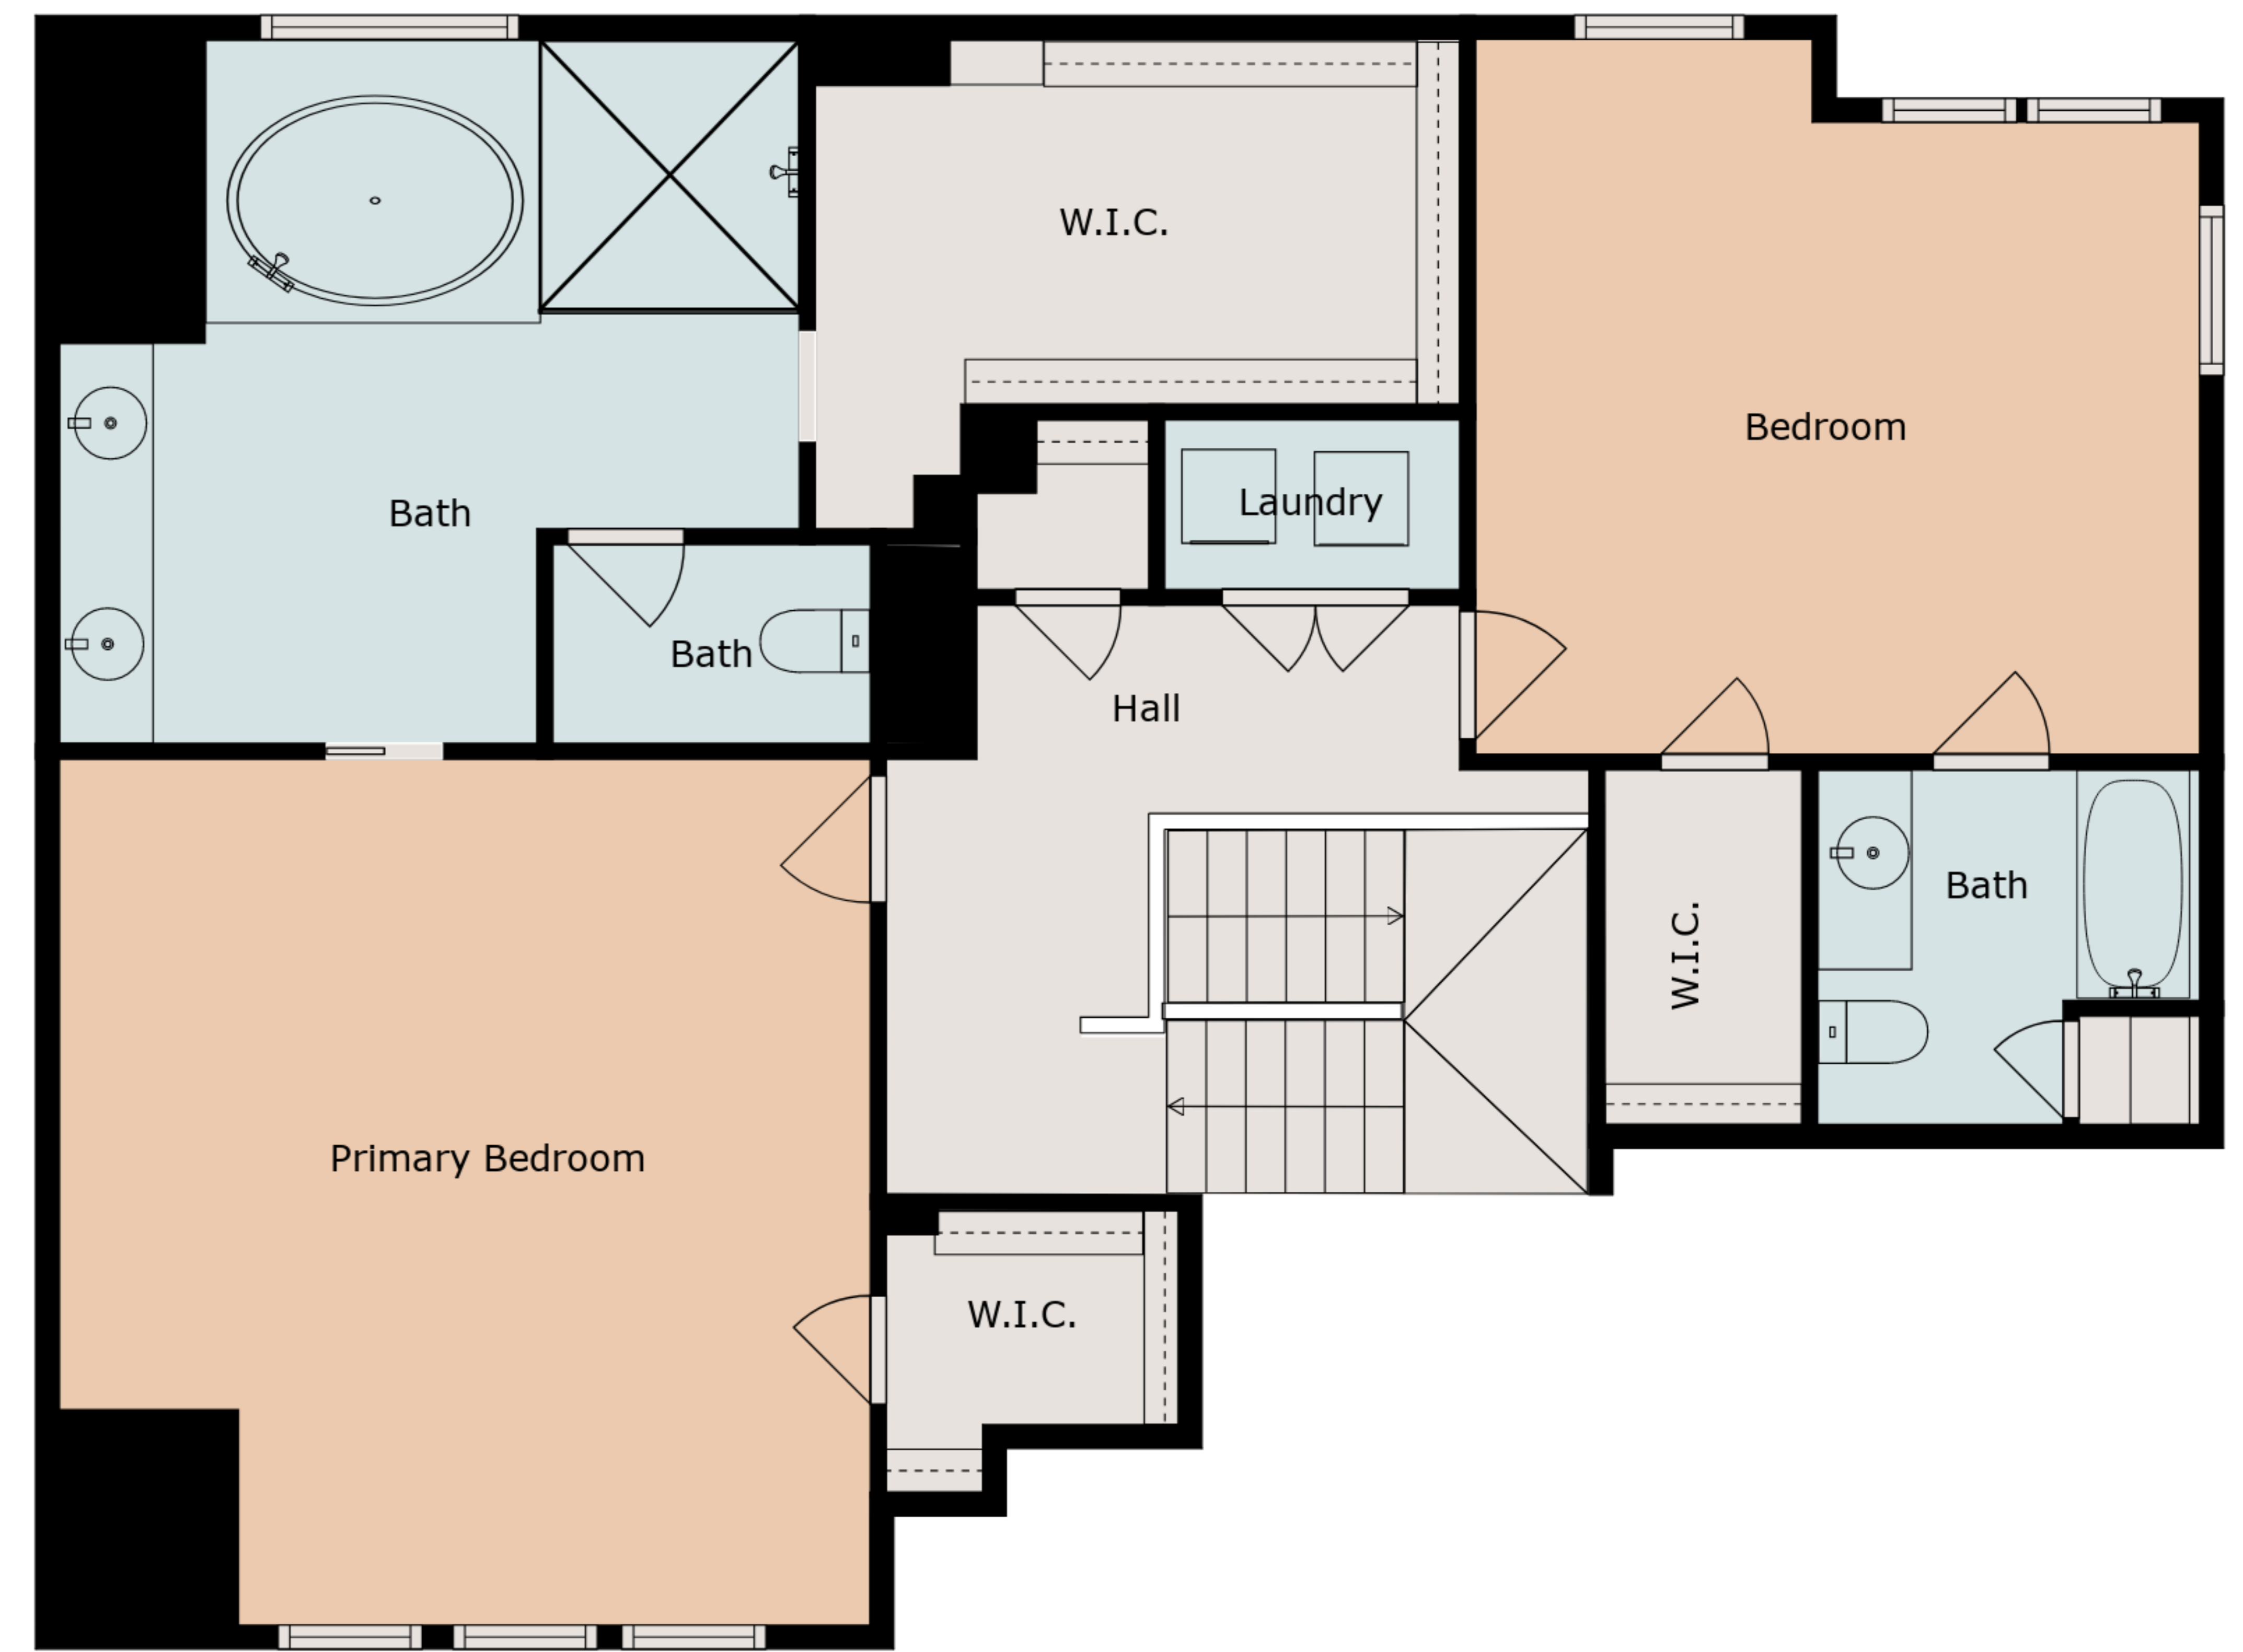 W.I.C.
Bedroom
Laundry
Bath
Bath
Hall
Bath
W.I.C.
Primary Bedroom
W.I.C.